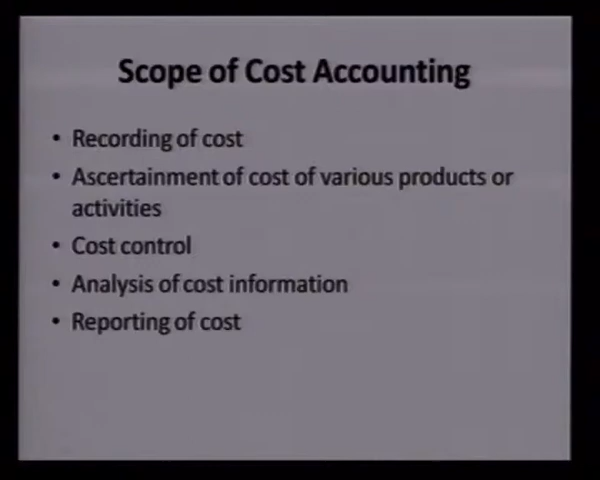 Scope of Cost Accounting
• Recording of cost
• Ascertainment of cost of various products or
activities
• Cost control
• Analysis of cost information
• Reporting of cost